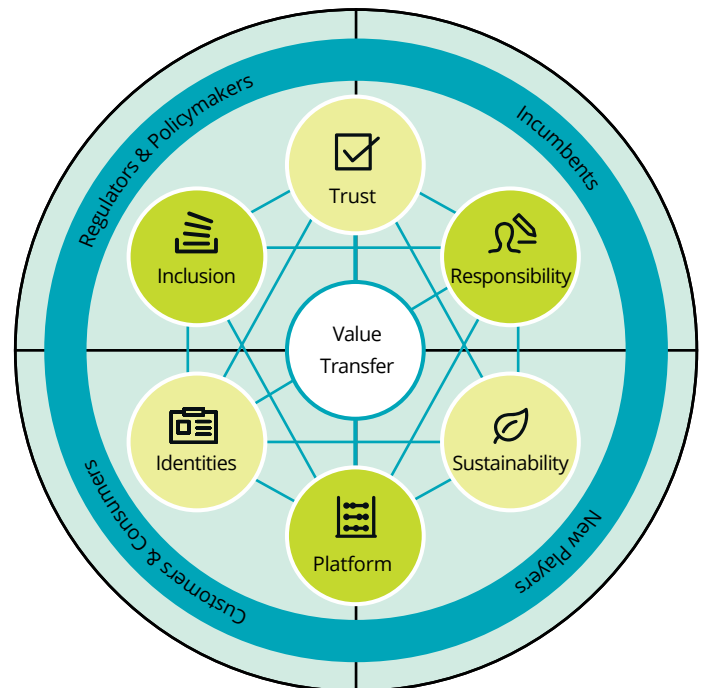 Regulators & Policymakers
Incumbents
Trust
Inclusion
Responsibility
Value
Transfer
Identities
Sustainability
Platform
Customers & Consumers
New Players